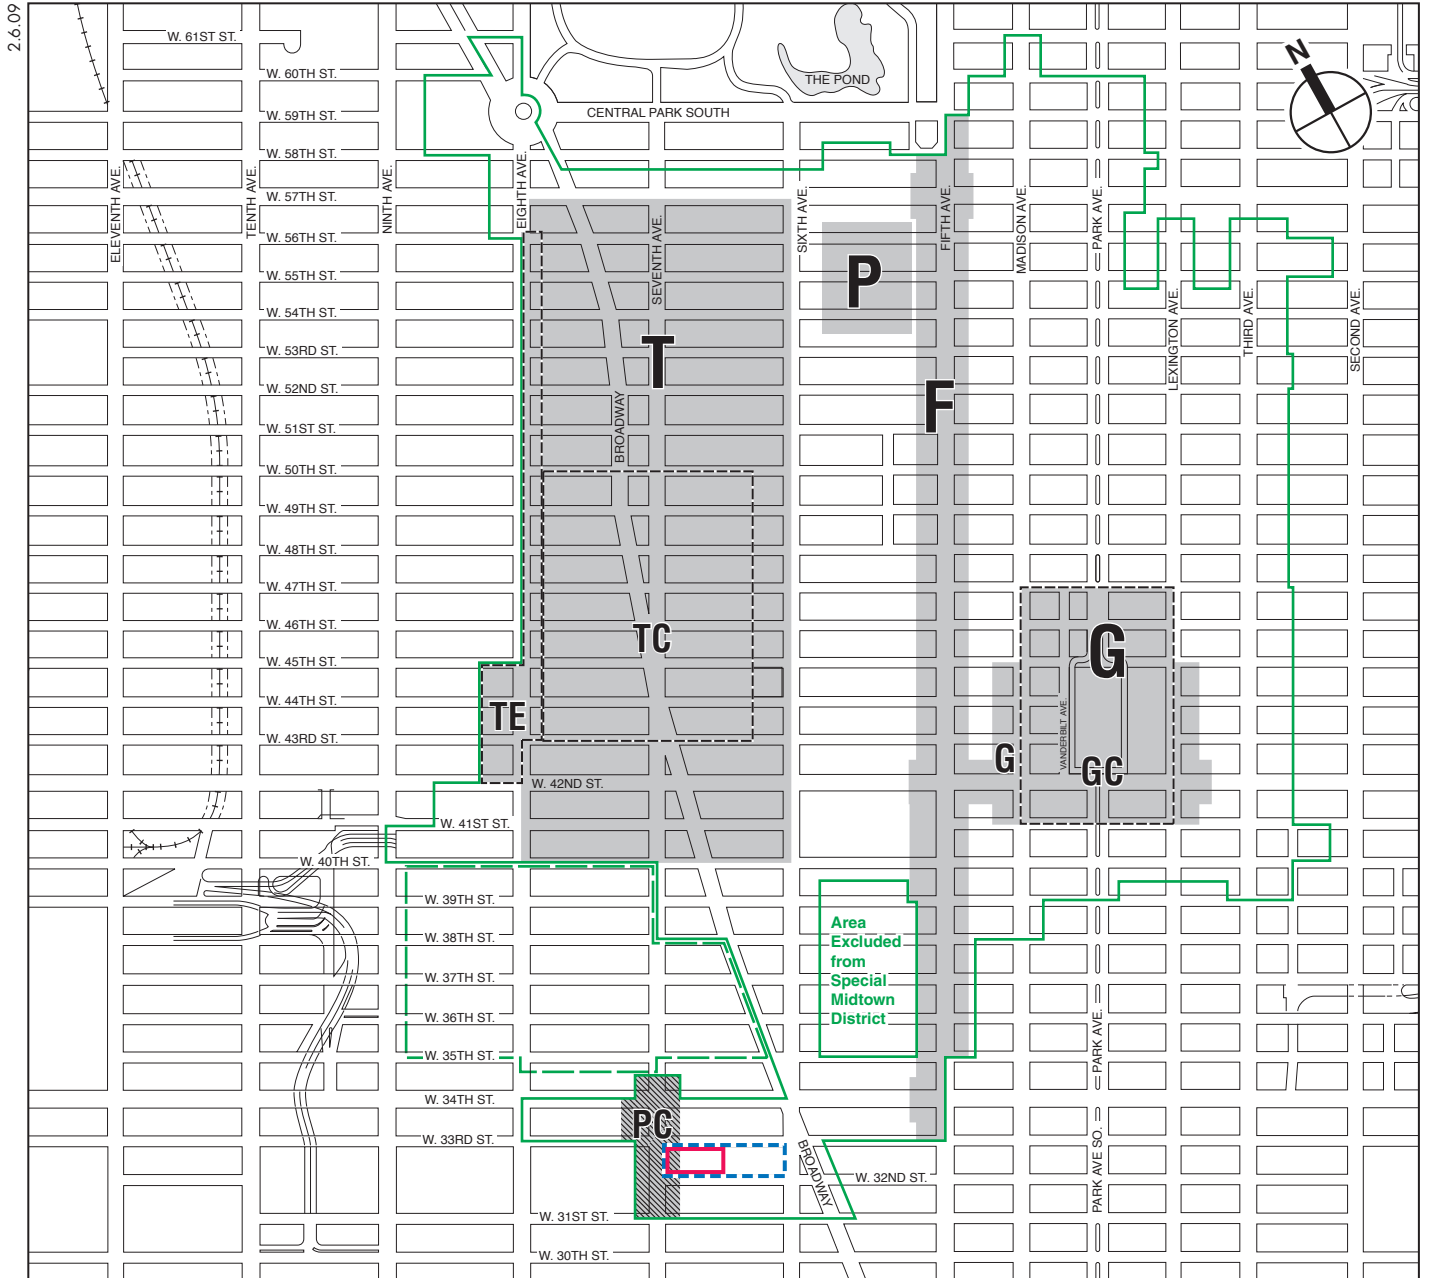 2.6.09
W. 61ST ST.
W. 60TH ST.
THE POND
N
W. 59TH ST.
CENTRAL PARK SOUTH
W. 58TH ST.
W. 57TH ST.
W. 56TH ST.
W. 55TH ST.
W. 54TH ST.
W. 53RD ST.
W. 52ND ST.
W. 51ST ST.
W. 50TH ST.
W. 49TH ST.
W. 48TH ST.
W. 47TH ST.
W. 46TH ST.
W. 45TH ST.
W. 44TH ST.
W. 43RD ST.
W. 42ND ST.
W. 41ST ST.
W. 40TH ST.
W. 39TH ST.
W. 38TH ST.
W. 37TH ST.
W. 36TH ST.
W. 35TH ST.
W. 34TH ST.
W. 33RD ST.
W. 32ND ST.
W. 31ST ST.
W. 30TH ST.
ELEVENTH AVE.
TENTH AVE.
NINTH AVE.
EIGHTH AVE.
SEVENTH AVE.
BROADWAY
SIXTH AVE.
FIFTH AVE.
MADISON AVE.
PARK AVE.
LEXINGTON AVE.
THIRD AVE.
SECOND AVE.
VANDERBILT AVE.
PARK AVE.
PARK AVE SO.
BROADWAY
P
T
F
TC
G
TE
G
GC
Area
Excluded
from
Special
Midtown
District
PC